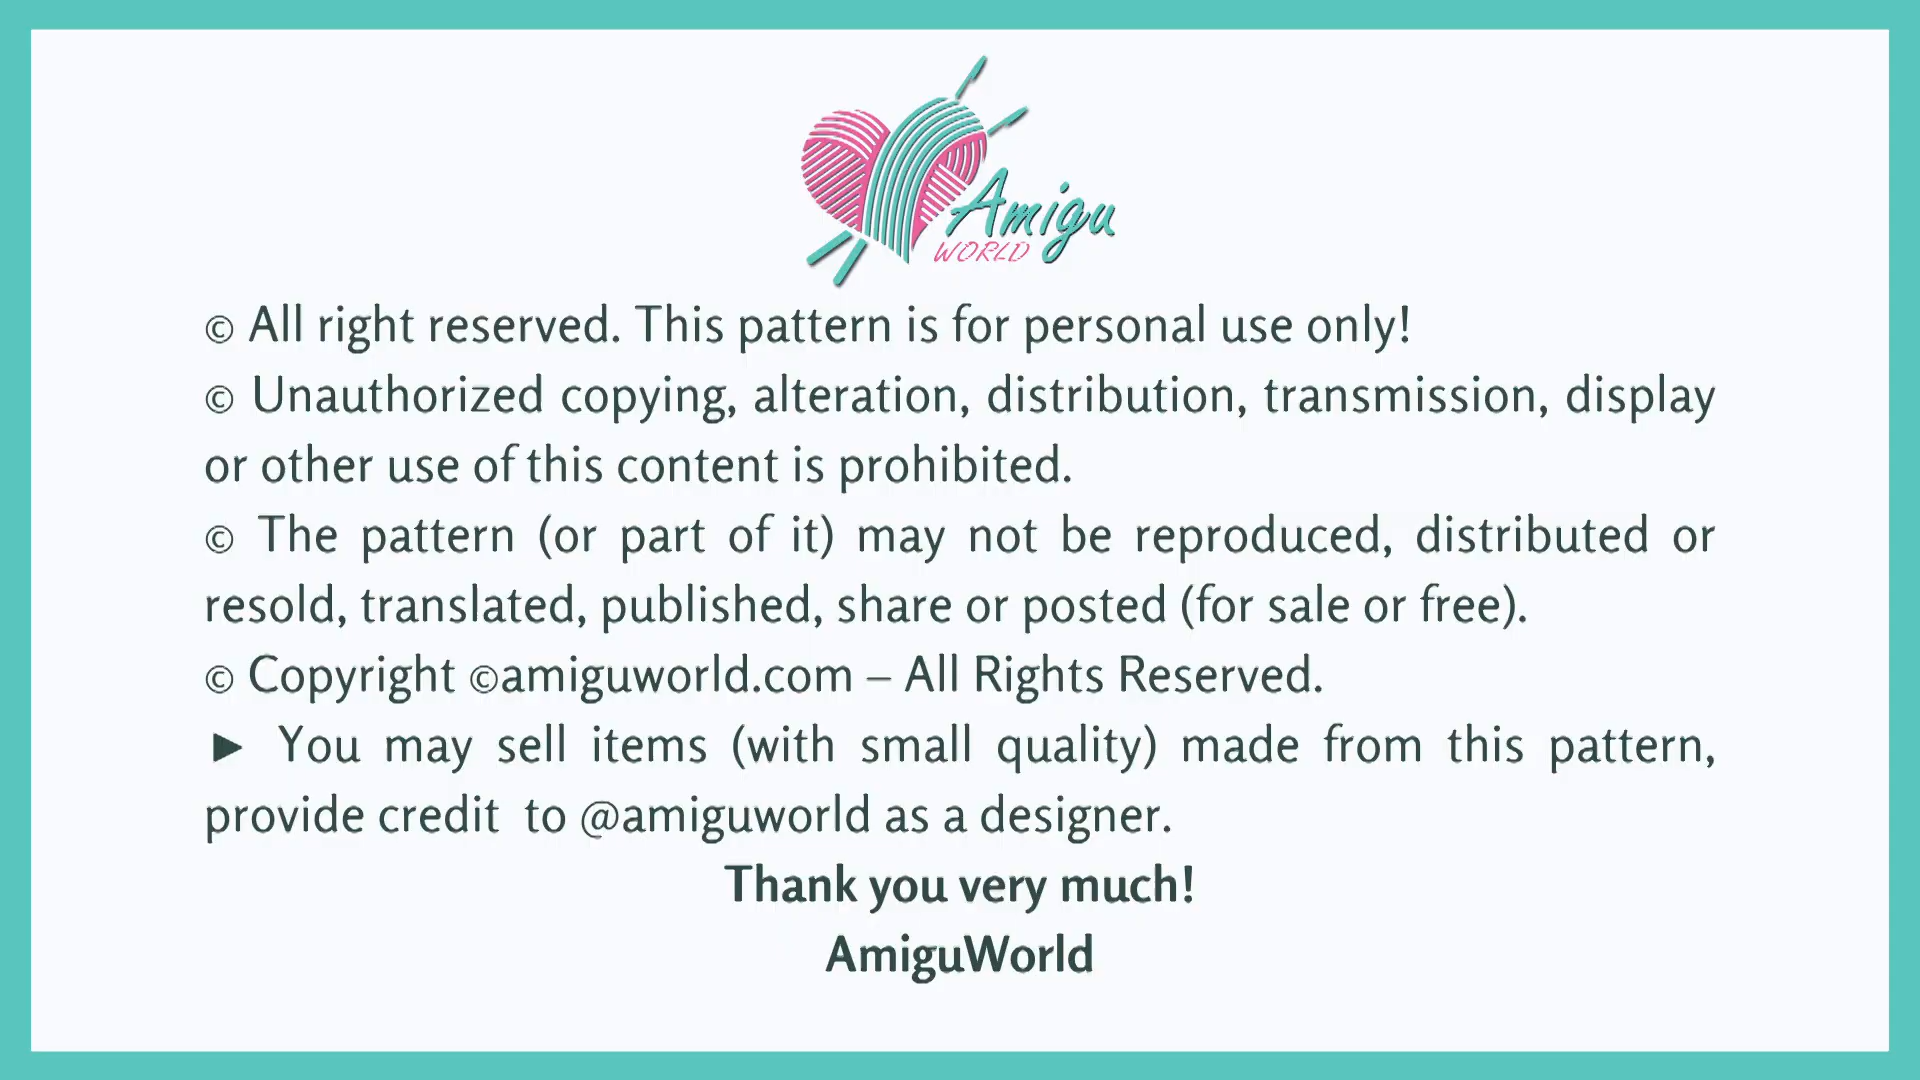 Amigu
WORLD
© All right reserved. This pattern is for personal use only!
© Unauthorized copying, alteration, distribution, transmission, display
or other use of this content is prohibited.
© The pattern (or part of it) may not be reproduced, distributed or
resold, translated, published, share or posted (for sale or free).
© Copyright ©amiguworld.com – All Rights Reserved.
► You may sell items (with small quality) made from this pattern,
provide credit to @amiguworld as a designer.
Thank you very much!
AmiguWorld